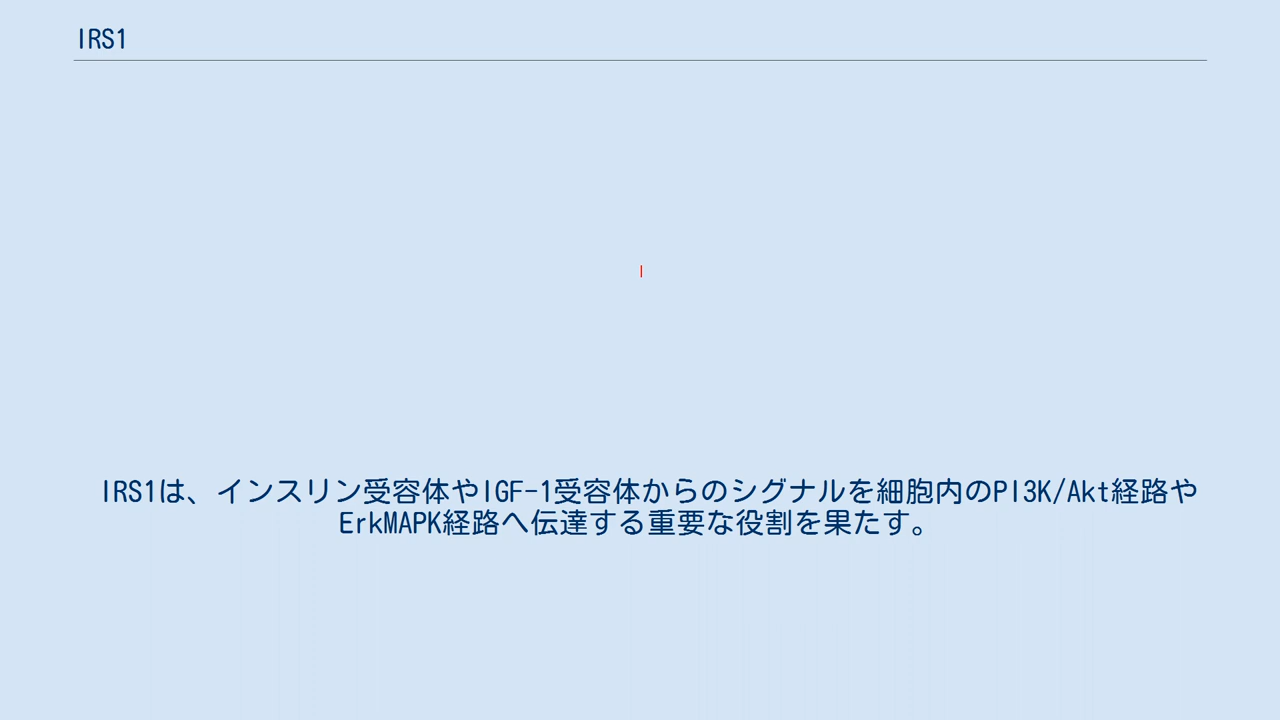 IRS1
IRS1は、インスリン受容体やIGF-1受容体からのシグナルを細胞内のPI3K/Akt経路や
ErkMAPK経路へ伝達する重要な役割を果たす。